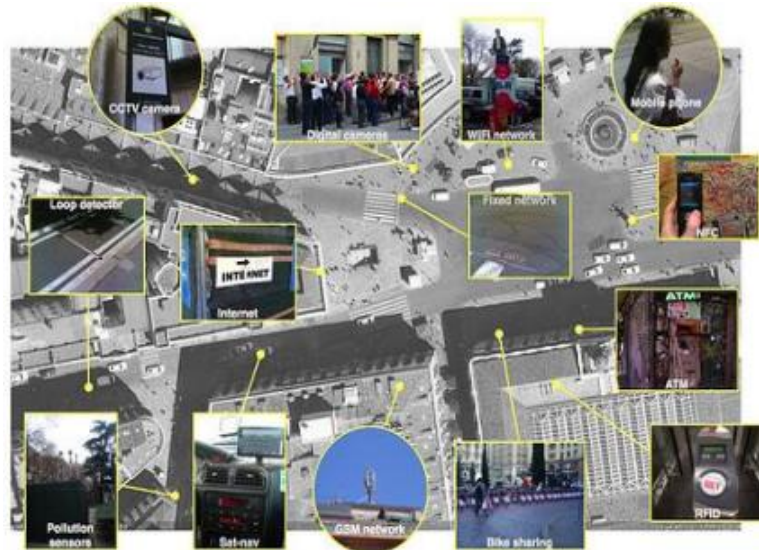 CCTV camera
Digital cameras
WIFI network
Mobile phone
Loop detector
INTERNET
Internet
Fixed network
NFC
ATM
ATM
Pollution
sensors
Sat-nav
GSM network
Bike sharing
RFID